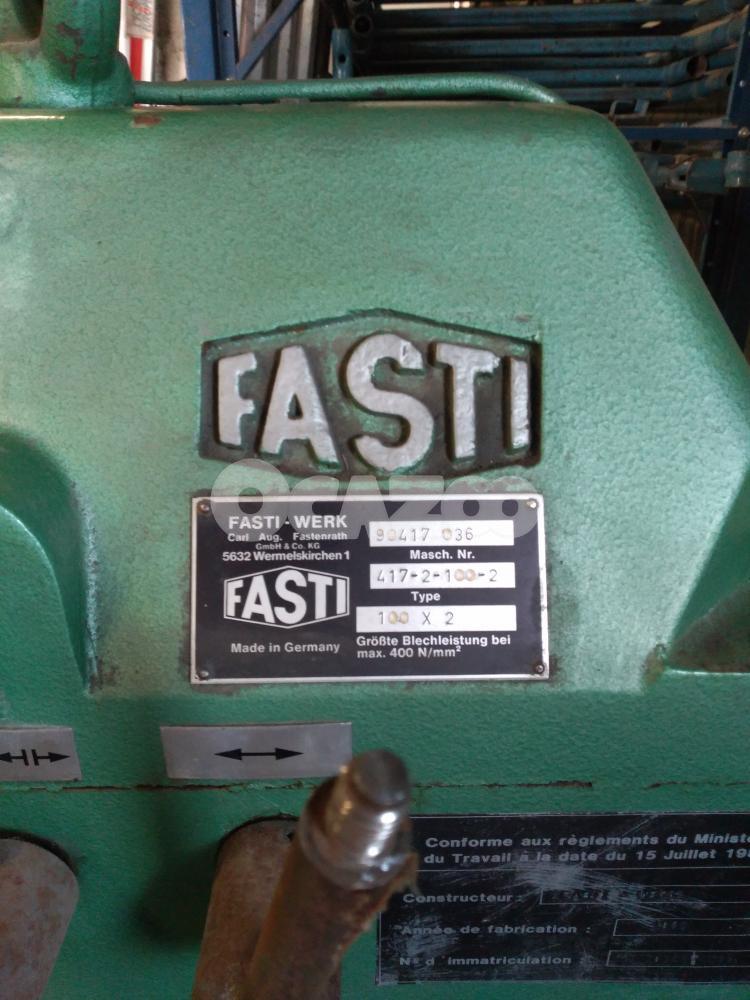 FASTI
OCAZOO
FASTI-WERK
Carl Aug. Fastenrath
GmbH & Co. KG
5632 Wermelskirchen 1
FASTI
Made in Germany
90417 036
Masch. Nr.
417-2-100-2
Type
100 X 2
Größte Blechleistung bei
max. 400 N/mm²
Conforme aux règlements du
du Travail à la date du 15 Juillet
Constructeur :
Année de fabrication :
N° d'immatriculation :